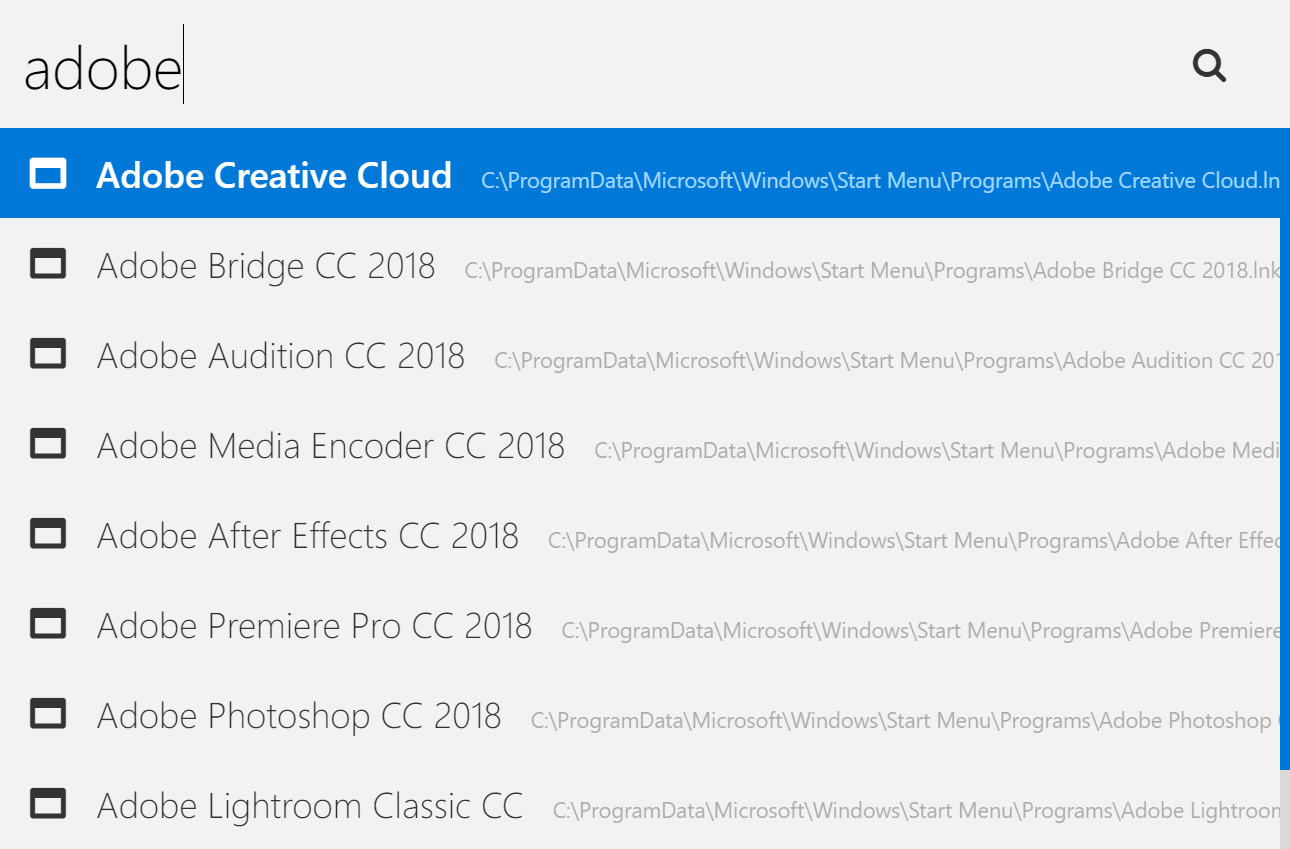 adobe
Adobe Creative Cloud C:\ProgramData\Microsoft\Windows\Start Menu\Programs\Adobe Creative Cloud.ln
Adobe Bridge CC 2018 C:\ProgramData\Microsoft\Windows\Start Menu\Programs\Adobe Bridge CC 2018.lnk
Adobe Audition CC 2018 C:\ProgramData\Microsoft\Windows\Start Menu\Programs\Adobe Audition CC 201
Adobe Media Encoder CC 2018 C:\ProgramData\Microsoft\Windows\Start Menu\Programs\Adobe Medi
Adobe After Effects CC 2018 C:\ProgramData\Microsoft\Windows\Start Menu\Programs\Adobe After Effec
Adobe Premiere Pro CC 2018 C:\ProgramData\Microsoft\Windows\Start Menu\Programs\Adobe Premiere
Adobe Photoshop CC 2018 C:\ProgramData\Microsoft\Windows\Start Menu\Programs\Adobe Photoshop
Adobe Lightroom Classic CC C:\ProgramData\Microsoft\Windows\Start Menu\Programs\Adobe Lightroom